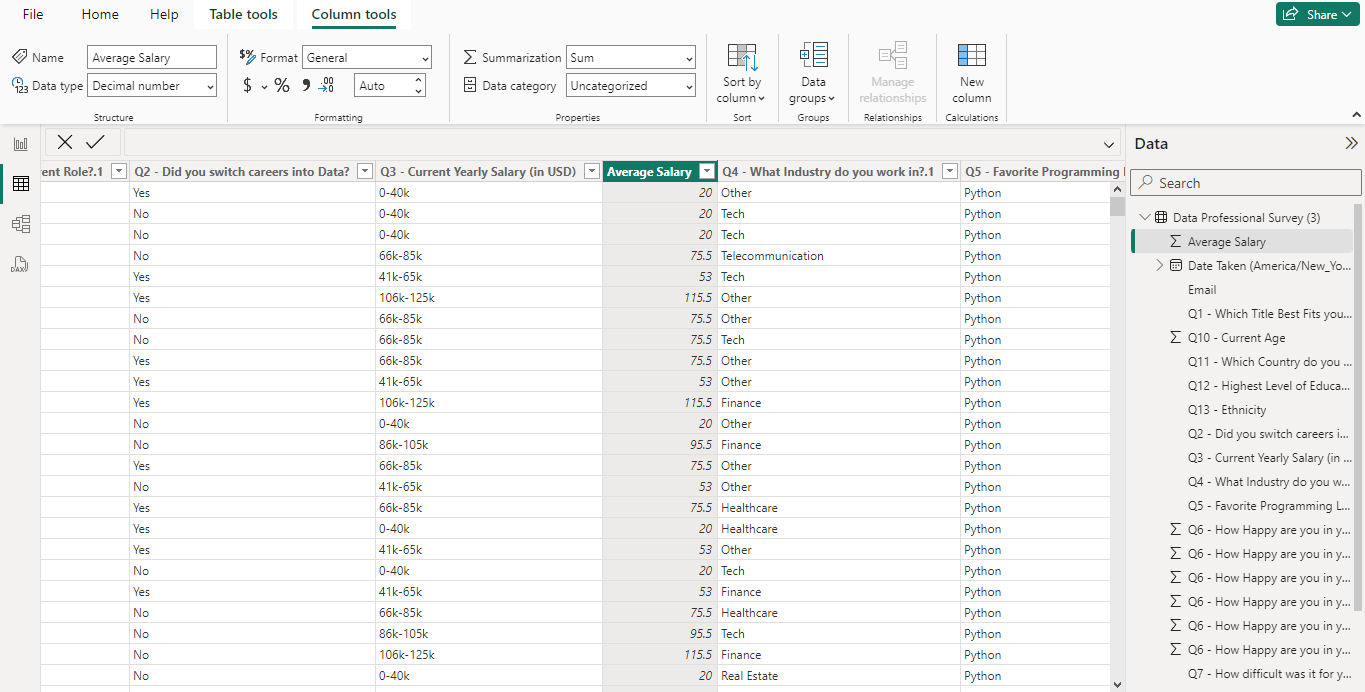 File Home Help Table tools Column tools Share
Name Average Salary $% Format General Summarization Sum
Data type Decimal number $ % Auto Data category Uncategorized
Sort by column
Data groups
Manage relationships
New column
Structure Formatting Properties Sort Groups Relationships Calculations
ent Role?.1 Q2 - Did you switch careers into Data? Q3 - Current Yearly Salary (in USD) Average Salary Q4 - What Industry do you work in?.1 Q5 - Favorite Programming
Yes 0-40k 20 Other Python
No 0-40k 20 Tech Python
No 0-40k 20 Tech Python
No 66k-85k 75.5 Telecommunication Python
Yes 41k-65k 53 Tech Python
Yes 106k-125k 115.5 Other Python
No 66k-85k 75.5 Other Python
No 66k-85k 75.5 Tech Python
Yes 66k-85k 75.5 Other Python
Yes 41k-65k 53 Other Python
Yes 106k-125k 115.5 Finance Python
No 0-40k 20 Other Python
No 86k-105k 95.5 Finance Python
Yes 66k-85k 75.5 Other Python
No 41k-65k 53 Other Python
Yes 66k-85k 75.5 Healthcare Python
Yes 0-40k 20 Healthcare Python
Yes 41k-65k 53 Other Python
No 0-40k 20 Tech Python
Yes 41k-65k 53 Finance Python
No 66k-85k 75.5 Healthcare Python
No 86k-105k 95.5 Tech Python
No 106k-125k 115.5 Finance Python
No 0-40k 20 Real Estate Python
Data
Search
Data Professional Survey (3)
Average Salary
Date Taken (America/New_Yo...
Email
Q1 - Which Title Best Fits you...
Q10 - Current Age
Q11 - Which Country do you ...
Q12 - Highest Level of Educa...
Q13 - Ethnicity
Q2 - Did you switch careers i...
Q3 - Current Yearly Salary (in ...
Q4 - What Industry do you w...
Q5 - Favorite Programming L...
Q6 - How Happy are you in y...
Q6 - How Happy are you in y...
Q6 - How Happy are you in y...
Q6 - How Happy are you in y...
Q6 - How Happy are you in y...
Q6 - How Happy are you in y...
Q7 - How difficult was it for y...